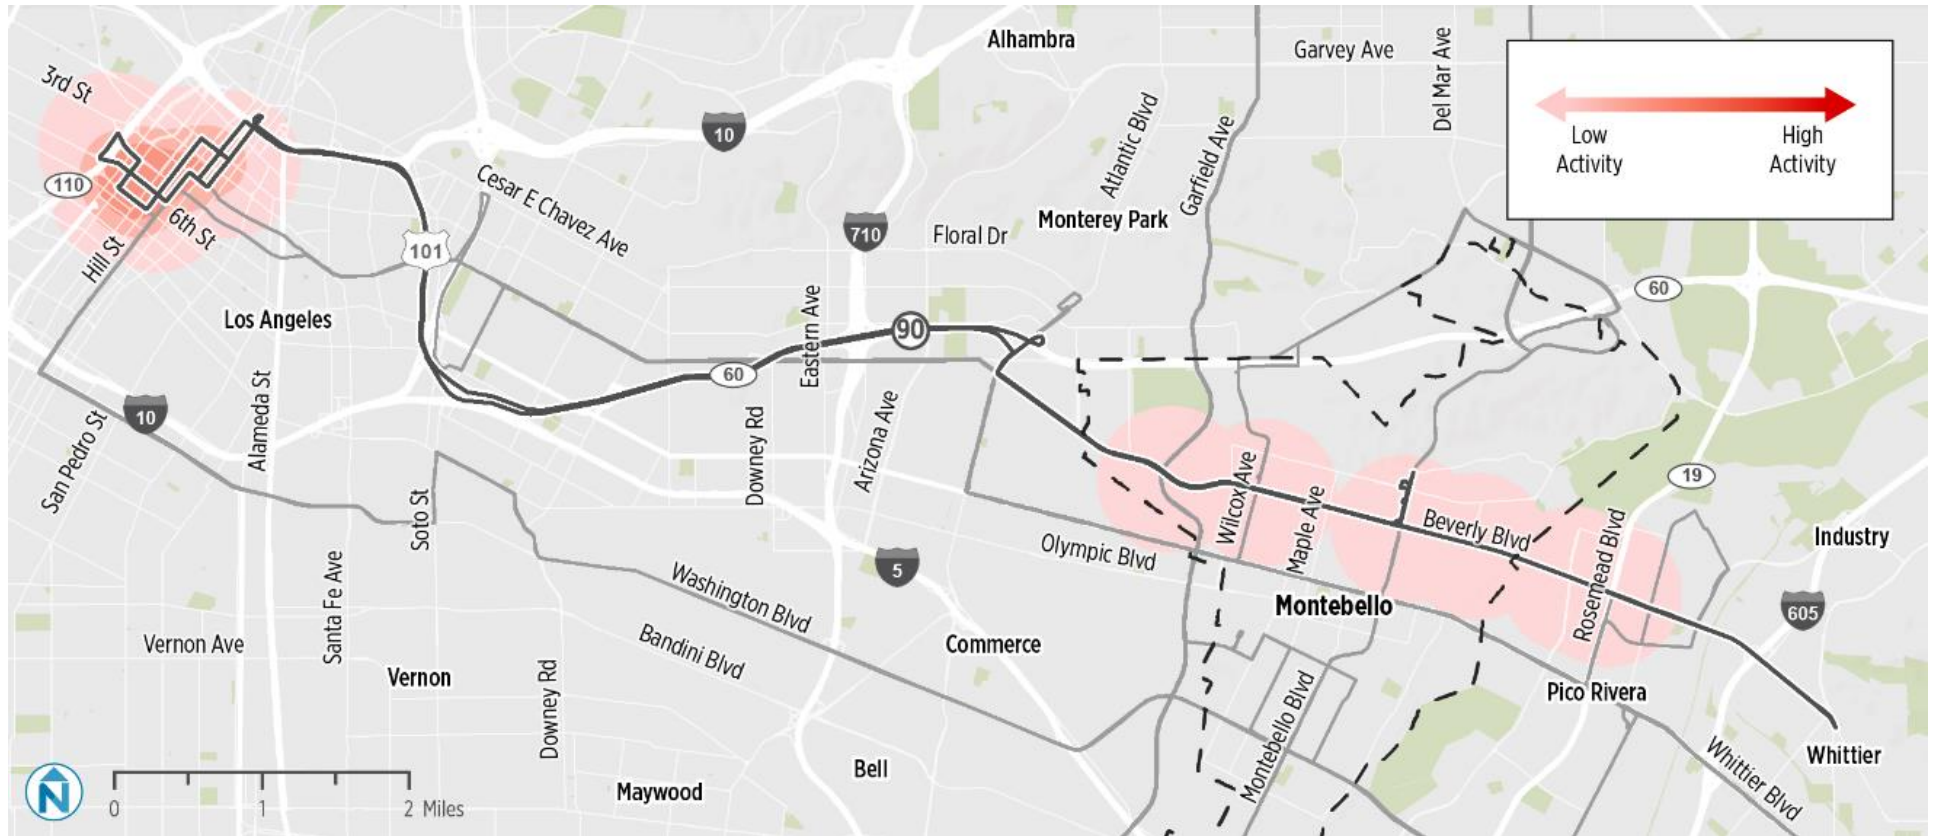 Alhambra
Garvey Ave
Del Mar Ave
3rd St
Low
Activity
High
Activity
10
Atlantic Blvd
Garfield Ave
110
Cesar E Chavez Ave
6th St
Monterey Park
710
Floral Dr
Hill St
101
60
Los Angeles
Eastern Ave
90
60
10
Alameda St
San Pedro St
Downey Rd
Arizona Ave
19
Soto St
Wilcox Ave
Maple Ave
Beverly Blvd
Rosemead Blvd
Industry
Olympic Blvd
5
Washington Blvd
Montebello
605
Santa Fe Ave
Vernon Ave
Bandini Blvd
Commerce
Vernon
Downey Rd
Pico Rivera
Montebello Blvd
Whittier Blvd
Whittier
Bell
Maywood
N
0 1 2 Miles